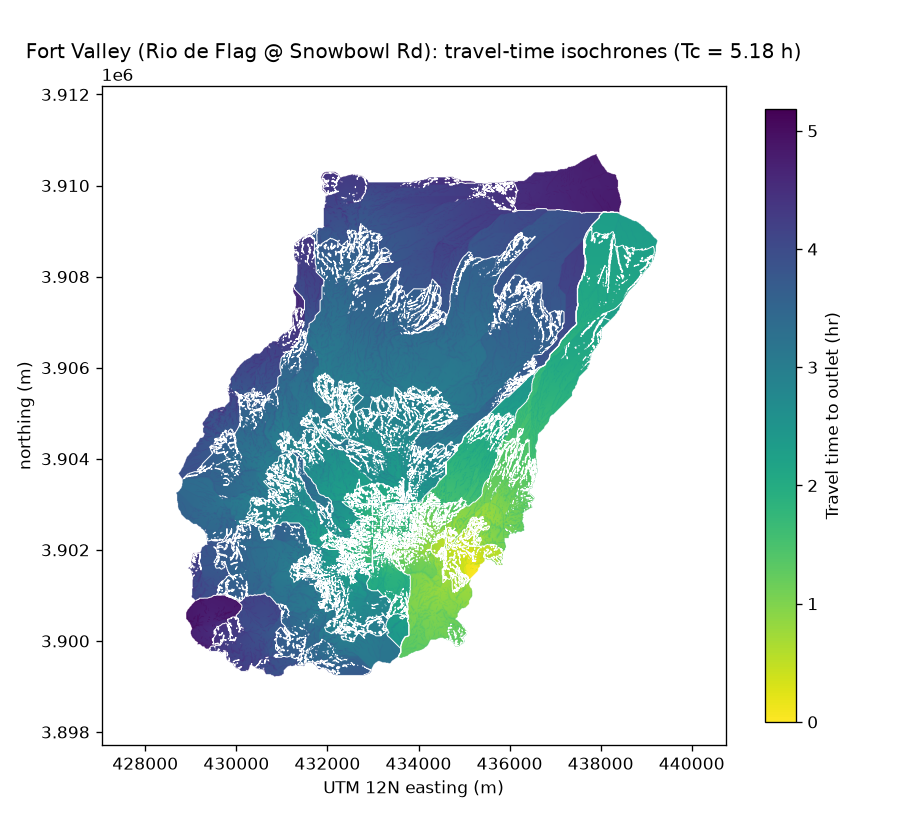 Fort Valley (Rio de Flag @ Snowbowl Rd): travel-time isochrones (Tc = 5.18 h)
1e6
3.912
3.910
3.908
3.906
3.904
3.902
3.900
3.898
northing (m)
428000 430000 432000 434000 436000 438000 440000
UTM 12N easting (m)
5
4
3
2
1
0
Travel time to outlet (hr)